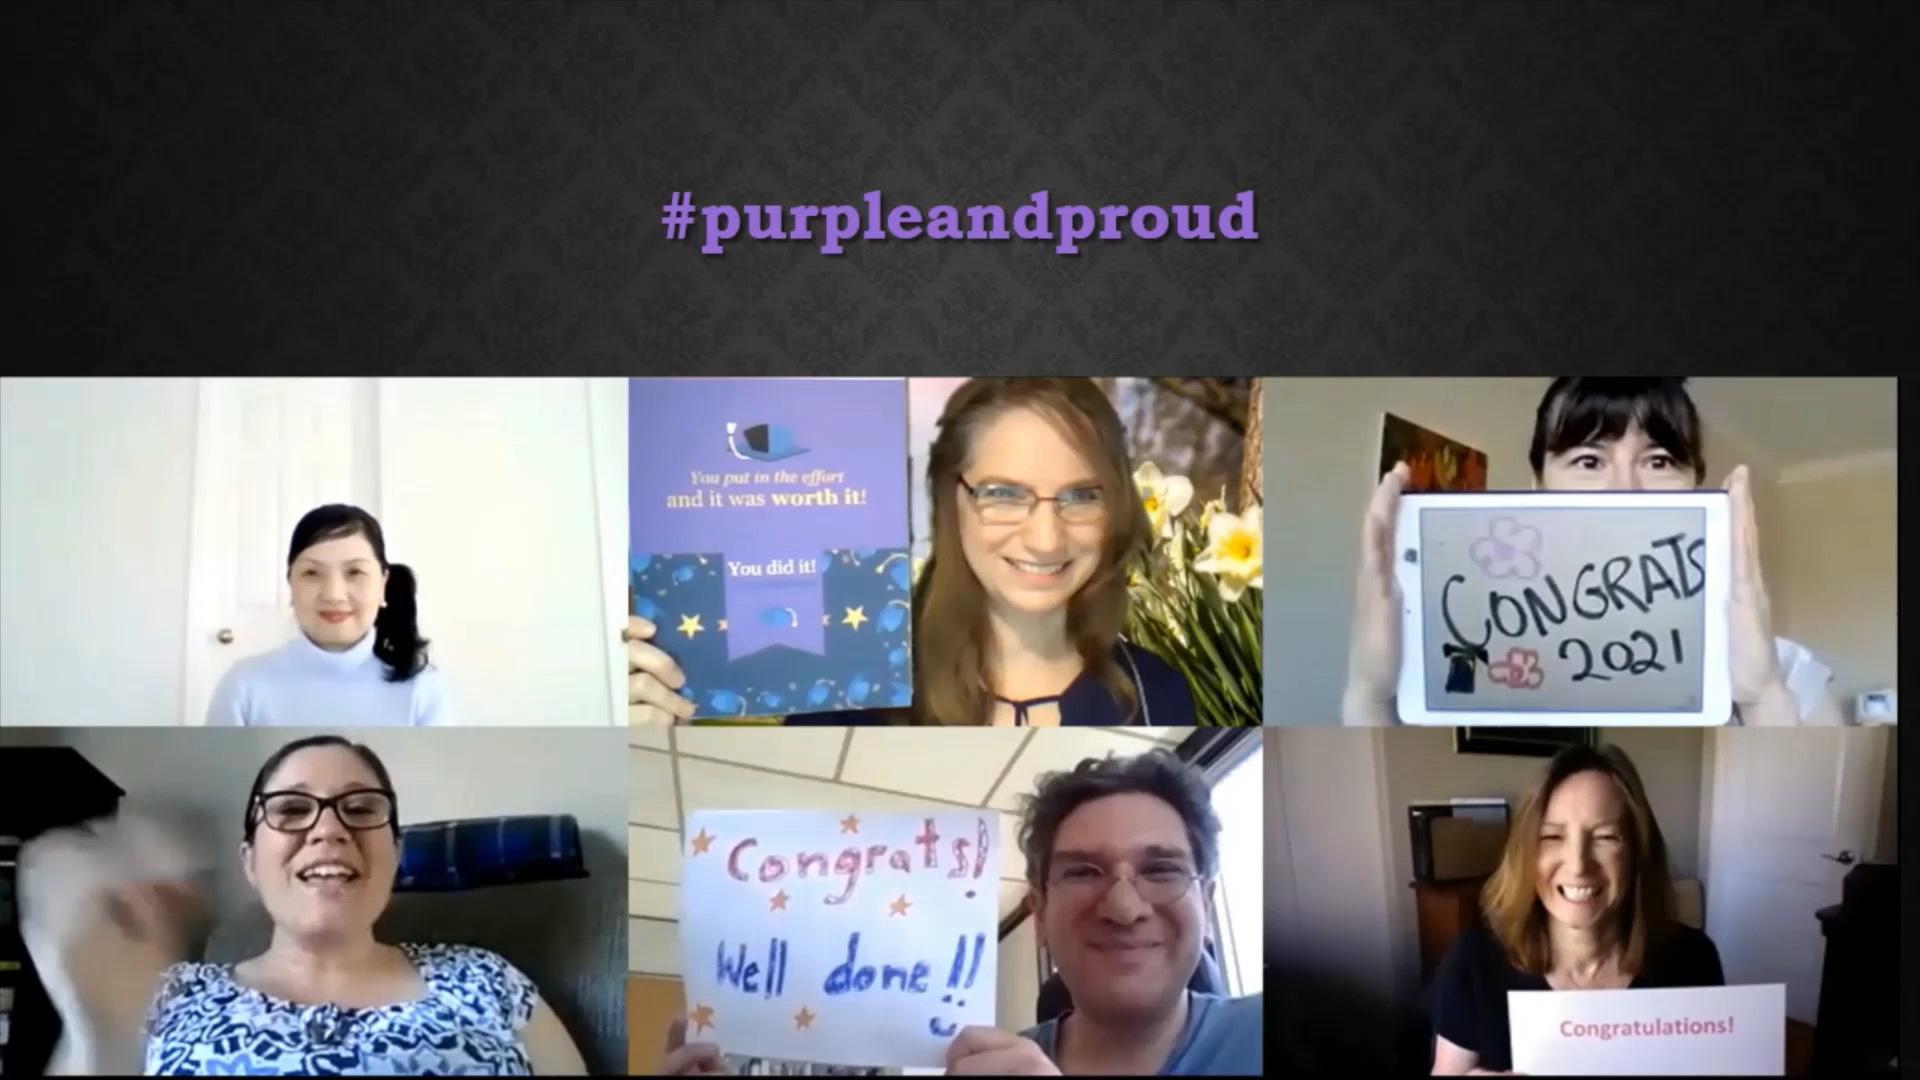 #purpleandproud
You put in the effort
and it was worth it!
You did it!
CONGRATS
2021
Congrats!
Well done!!
Congratulations!